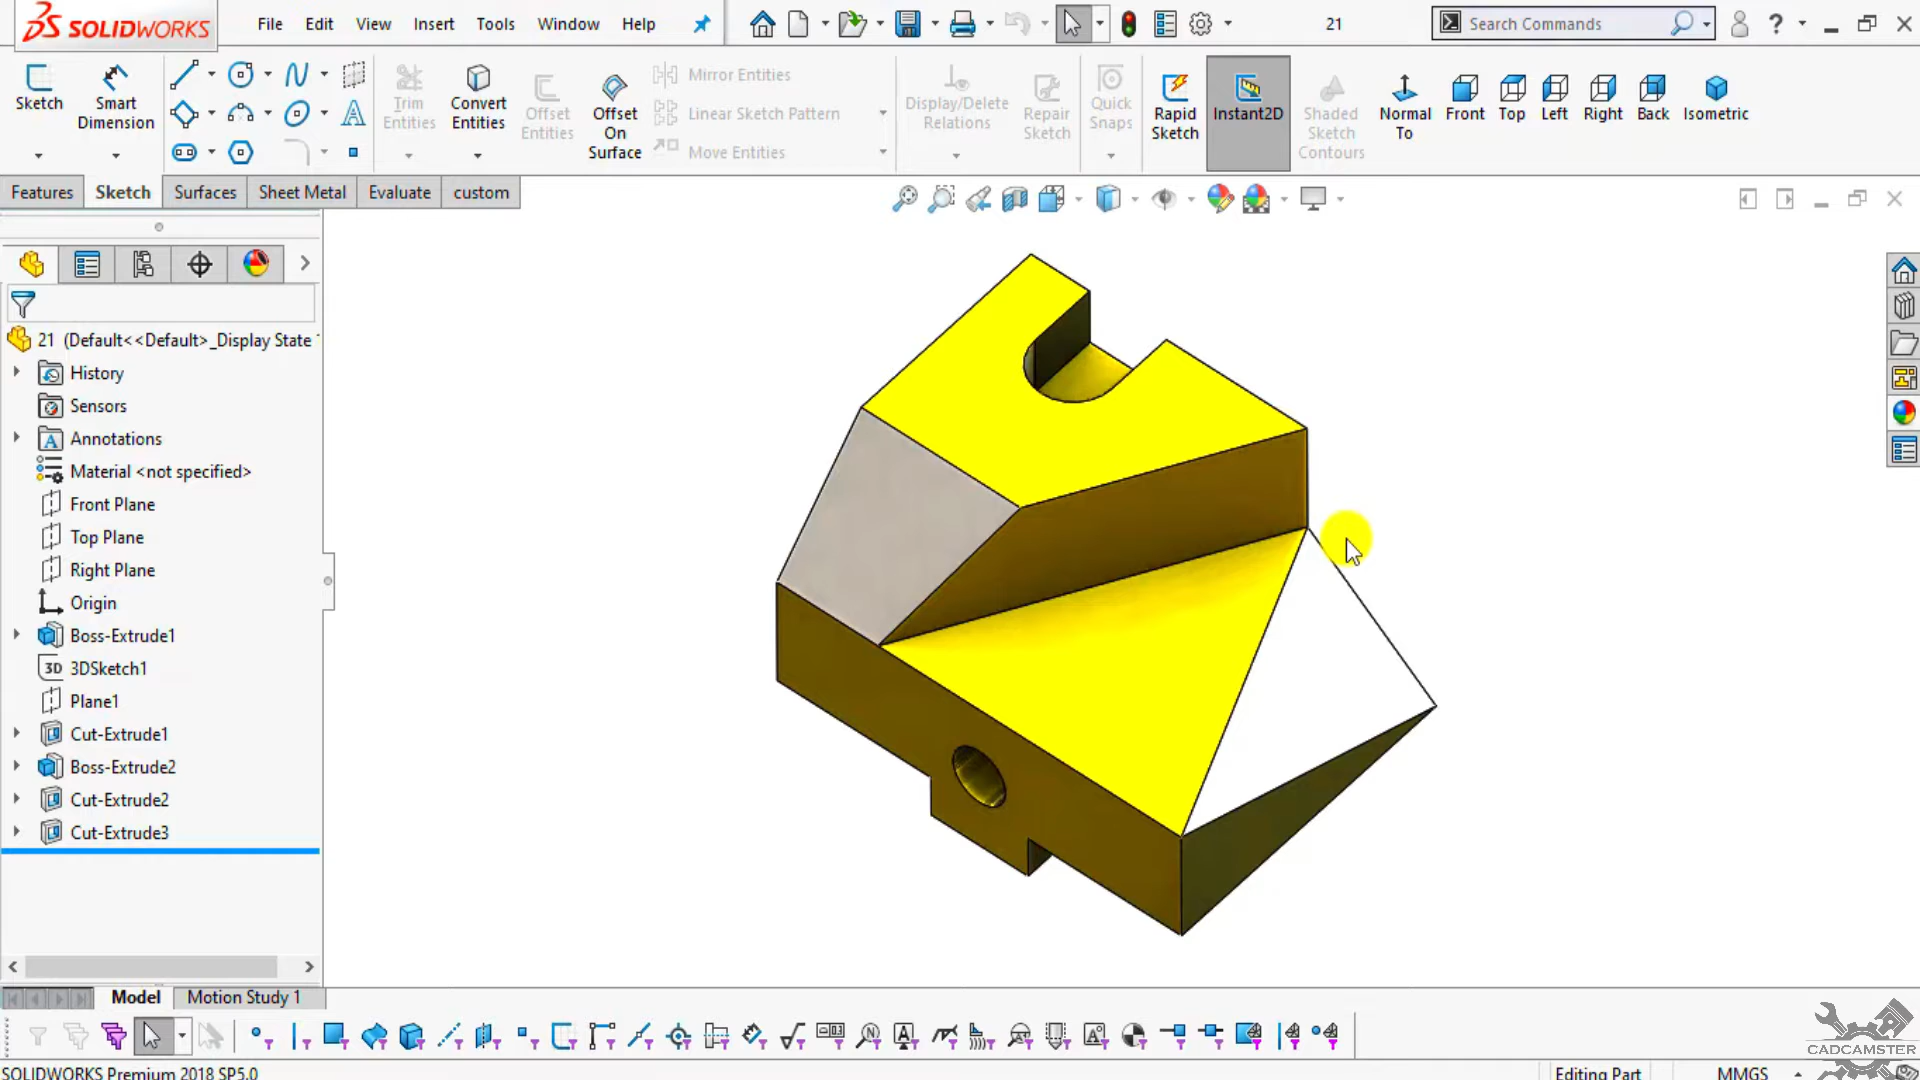 SOLIDWORKS
File Edit View Insert Tools Window Help
21
Search Commands
?
Sketch
Smart Dimension
Trim Entities
Convert Entities
Offset Entities
Offset On Surface
Mirror Entities
Linear Sketch Pattern
Move Entities
Display/Delete Relations
Repair Sketch
Quick Snaps
Rapid Sketch
Instant2D
Shaded Sketch Contours
Normal To
Front
Top
Left
Right
Back
Isometric
Features Sketch Surfaces Sheet Metal Evaluate custom
21 (Default<<Default>_Display State
History
Sensors
Annotations
Material <not specified>
Front Plane
Top Plane
Right Plane
Origin
Boss-Extrude1
3D 3DSketch1
Plane1
Cut-Extrude1
Boss-Extrude2
Cut-Extrude2
Cut-Extrude3
Model Motion Study 1
CADCAMSTER
SOLIDWORKS Premium 2018 SP5.0
Editing Part
MMGS